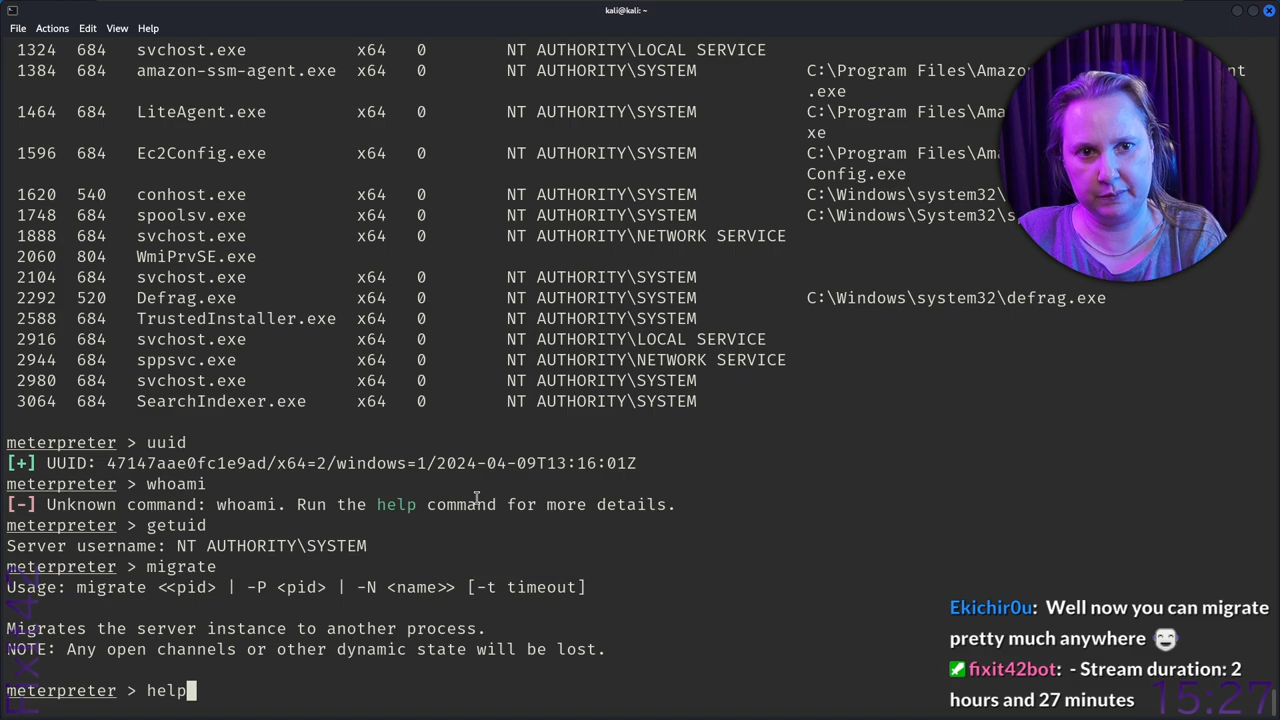 kali@kali: ~
File Actions Edit View Help
1324 684 svchost.exe x64 0 NT AUTHORITY\LOCAL SERVICE
1384 684 amazon-ssm-agent.exe x64 0 NT AUTHORITY\SYSTEM C:\Program Files\Amazo nt
.exe
1464 684 LiteAgent.exe x64 0 NT AUTHORITY\SYSTEM C:\Program Files\Ama
xe
1596 684 Ec2Config.exe x64 0 NT AUTHORITY\SYSTEM C:\Program Files\Ama
Config.exe
1620 540 conhost.exe x64 0 NT AUTHORITY\SYSTEM C:\Windows\system32\
1748 684 spoolsv.exe x64 0 NT AUTHORITY\SYSTEM C:\Windows\System32\s
1888 684 svchost.exe x64 0 NT AUTHORITY\NETWORK SERVICE
2060 804 WmiPrvSE.exe
2104 684 svchost.exe x64 0 NT AUTHORITY\SYSTEM
2292 520 Defrag.exe x64 0 NT AUTHORITY\SYSTEM C:\Windows\system32\defrag.exe
2588 684 TrustedInstaller.exe x64 0 NT AUTHORITY\SYSTEM
2916 684 svchost.exe x64 0 NT AUTHORITY\LOCAL SERVICE
2944 684 sppsvc.exe x64 0 NT AUTHORITY\NETWORK SERVICE
2980 684 svchost.exe x64 0 NT AUTHORITY\SYSTEM
3064 684 SearchIndexer.exe x64 0 NT AUTHORITY\SYSTEM
meterpreter > uuid
[+] UUID: 47147aae0fc1e9ad/x64=2/windows=1/2024-04-09T13:16:01Z
meterpreter > whoami
[-] Unknown command: whoami. Run the help command for more details.
meterpreter > getuid
Server username: NT AUTHORITY\SYSTEM
meterpreter > migrate
Usage: migrate <<pid> | -P <pid> | -N <name>> [-t timeout]
Migrates the server instance to another process.
NOTE: Any open channels or other dynamic state will be lost.
meterpreter > help
Ekichir0u: Well now you can migrate
pretty much anywhere
fixit42bot: - Stream duration: 2
hours and 27 minutes
15:27